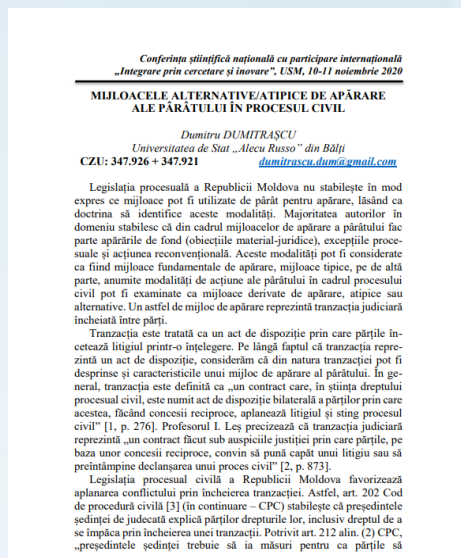 Conferința științifică națională cu participare internațională
„Integrare prin cercetare și inovare”, USM, 10-11 noiembrie 2020
MIJLOACELE ALTERNATIVE/ATIPICE DE APĂRARE
ALE PÂRÂTULUI ÎN PROCESUL CIVIL
Dumitru DUMITRAȘCU
Universitatea de Stat „Alecu Russo” din Bălți
CZU: 347.926 + 347.921 dumitrascu.dum@gmail.com
Legislația procesuală a Republicii Moldova nu stabilește în mod
expres ce mijloace pot fi utilizate de pârât pentru apărare, lăsând ca
doctrina să identifice aceste modalități. Majoritatea autorilor în
domeniu stabilesc că din cadrul mijloacelor de apărare a pârâtului fac
parte apărările de fond (obiecțiile material-juridice), excepțiile proce-
suale și acțiunea reconvențională. Aceste modalități pot fi considerate
ca fiind mijloace fundamentale de apărare, mijloace tipice, pe de altă
parte, anumite modalități de acțiune ale pârâtului în cadrul procesului
civil pot fi examinate ca mijloace derivate de apărare, atipice sau
alternative. Un astfel de mijloc de apărare reprezintă tranzacția judiciară
încheiată între părți.
Tranzacția este tratată ca un act de dispoziție prin care părțile în-
cetează litigiul printr-o înțelegere. Pe lângă faptul că tranzacția repre-
zintă un act de dispoziție, considerăm că din natura tranzacției pot fi
desprinse și caracteristicile unui mijloc de apărare al pârâtului. În ge-
neral, tranzacția este definită ca „un contract care, în știința dreptului
procesual civil, este numit act de dispoziție bilaterală a părților prin care
acestea, făcând concesii reciproce, aplanează litigiul și sting procesul
civil” [1, p. 276]. Profesorul I. Leș precizează că tranzacția judiciară
reprezintă „un contract făcut sub auspiciile justiției prin care părțile, pe
baza unor concesii reciproce, convin să pună capăt unui litigiu sau să
preîntâmpine declanșarea unui proces civil” [2, p. 873].
Legislația procesual civilă a Republicii Moldova favorizează
aplanarea conflictului prin încheierea tranzacției. Astfel, art. 202 Cod
de procedură civilă [3] (în continuare – CPC) stabilește că președintele
ședinței de judecată explică părților drepturile lor, inclusiv dreptul de a
se împăca prin încheierea unei tranzacții. Potrivit art. 212 alin. (2) CPC,
„președintele ședinței trebuie să ia măsuri pentru ca părțile să